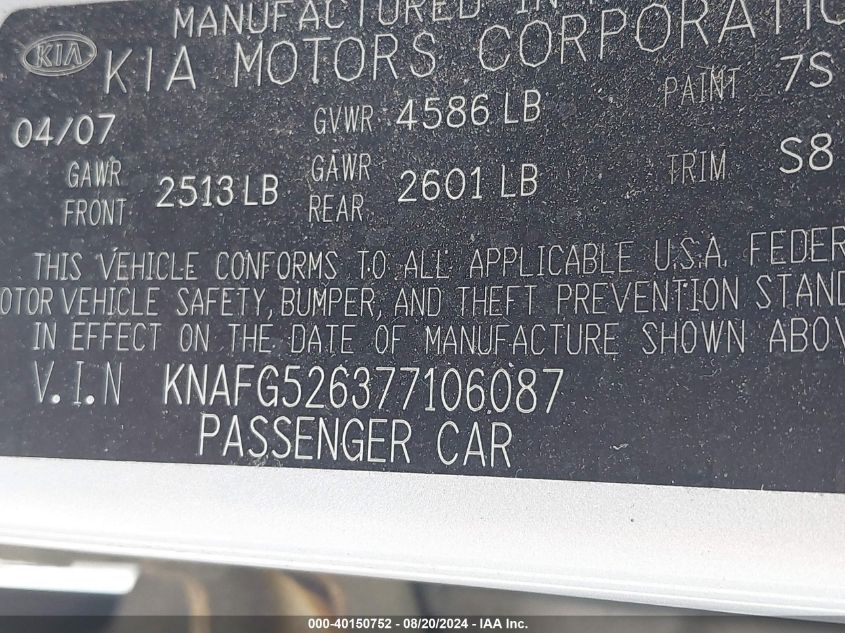 MANUFACTURED IN
KIA KIA MOTORS CORPORATIO
04/07 GVWR 4586 LB PAINT 7S
GAWR FRONT 2513 LB GAWR REAR 2601 LB TRIM S8
THIS VEHICLE CONFORMS TO ALL APPLICABLE U.S.A. FEDER
OTOR VEHICLE SAFETY, BUMPER, AND THEFT PREVENTION STAND
IN EFFECT ON THE DATE OF MANUFACTURE SHOWN ABOV
V.I.N KNAFG526377106087
PASSENGER CAR
000-40150752 - 08/20/2024 - IAA Inc.